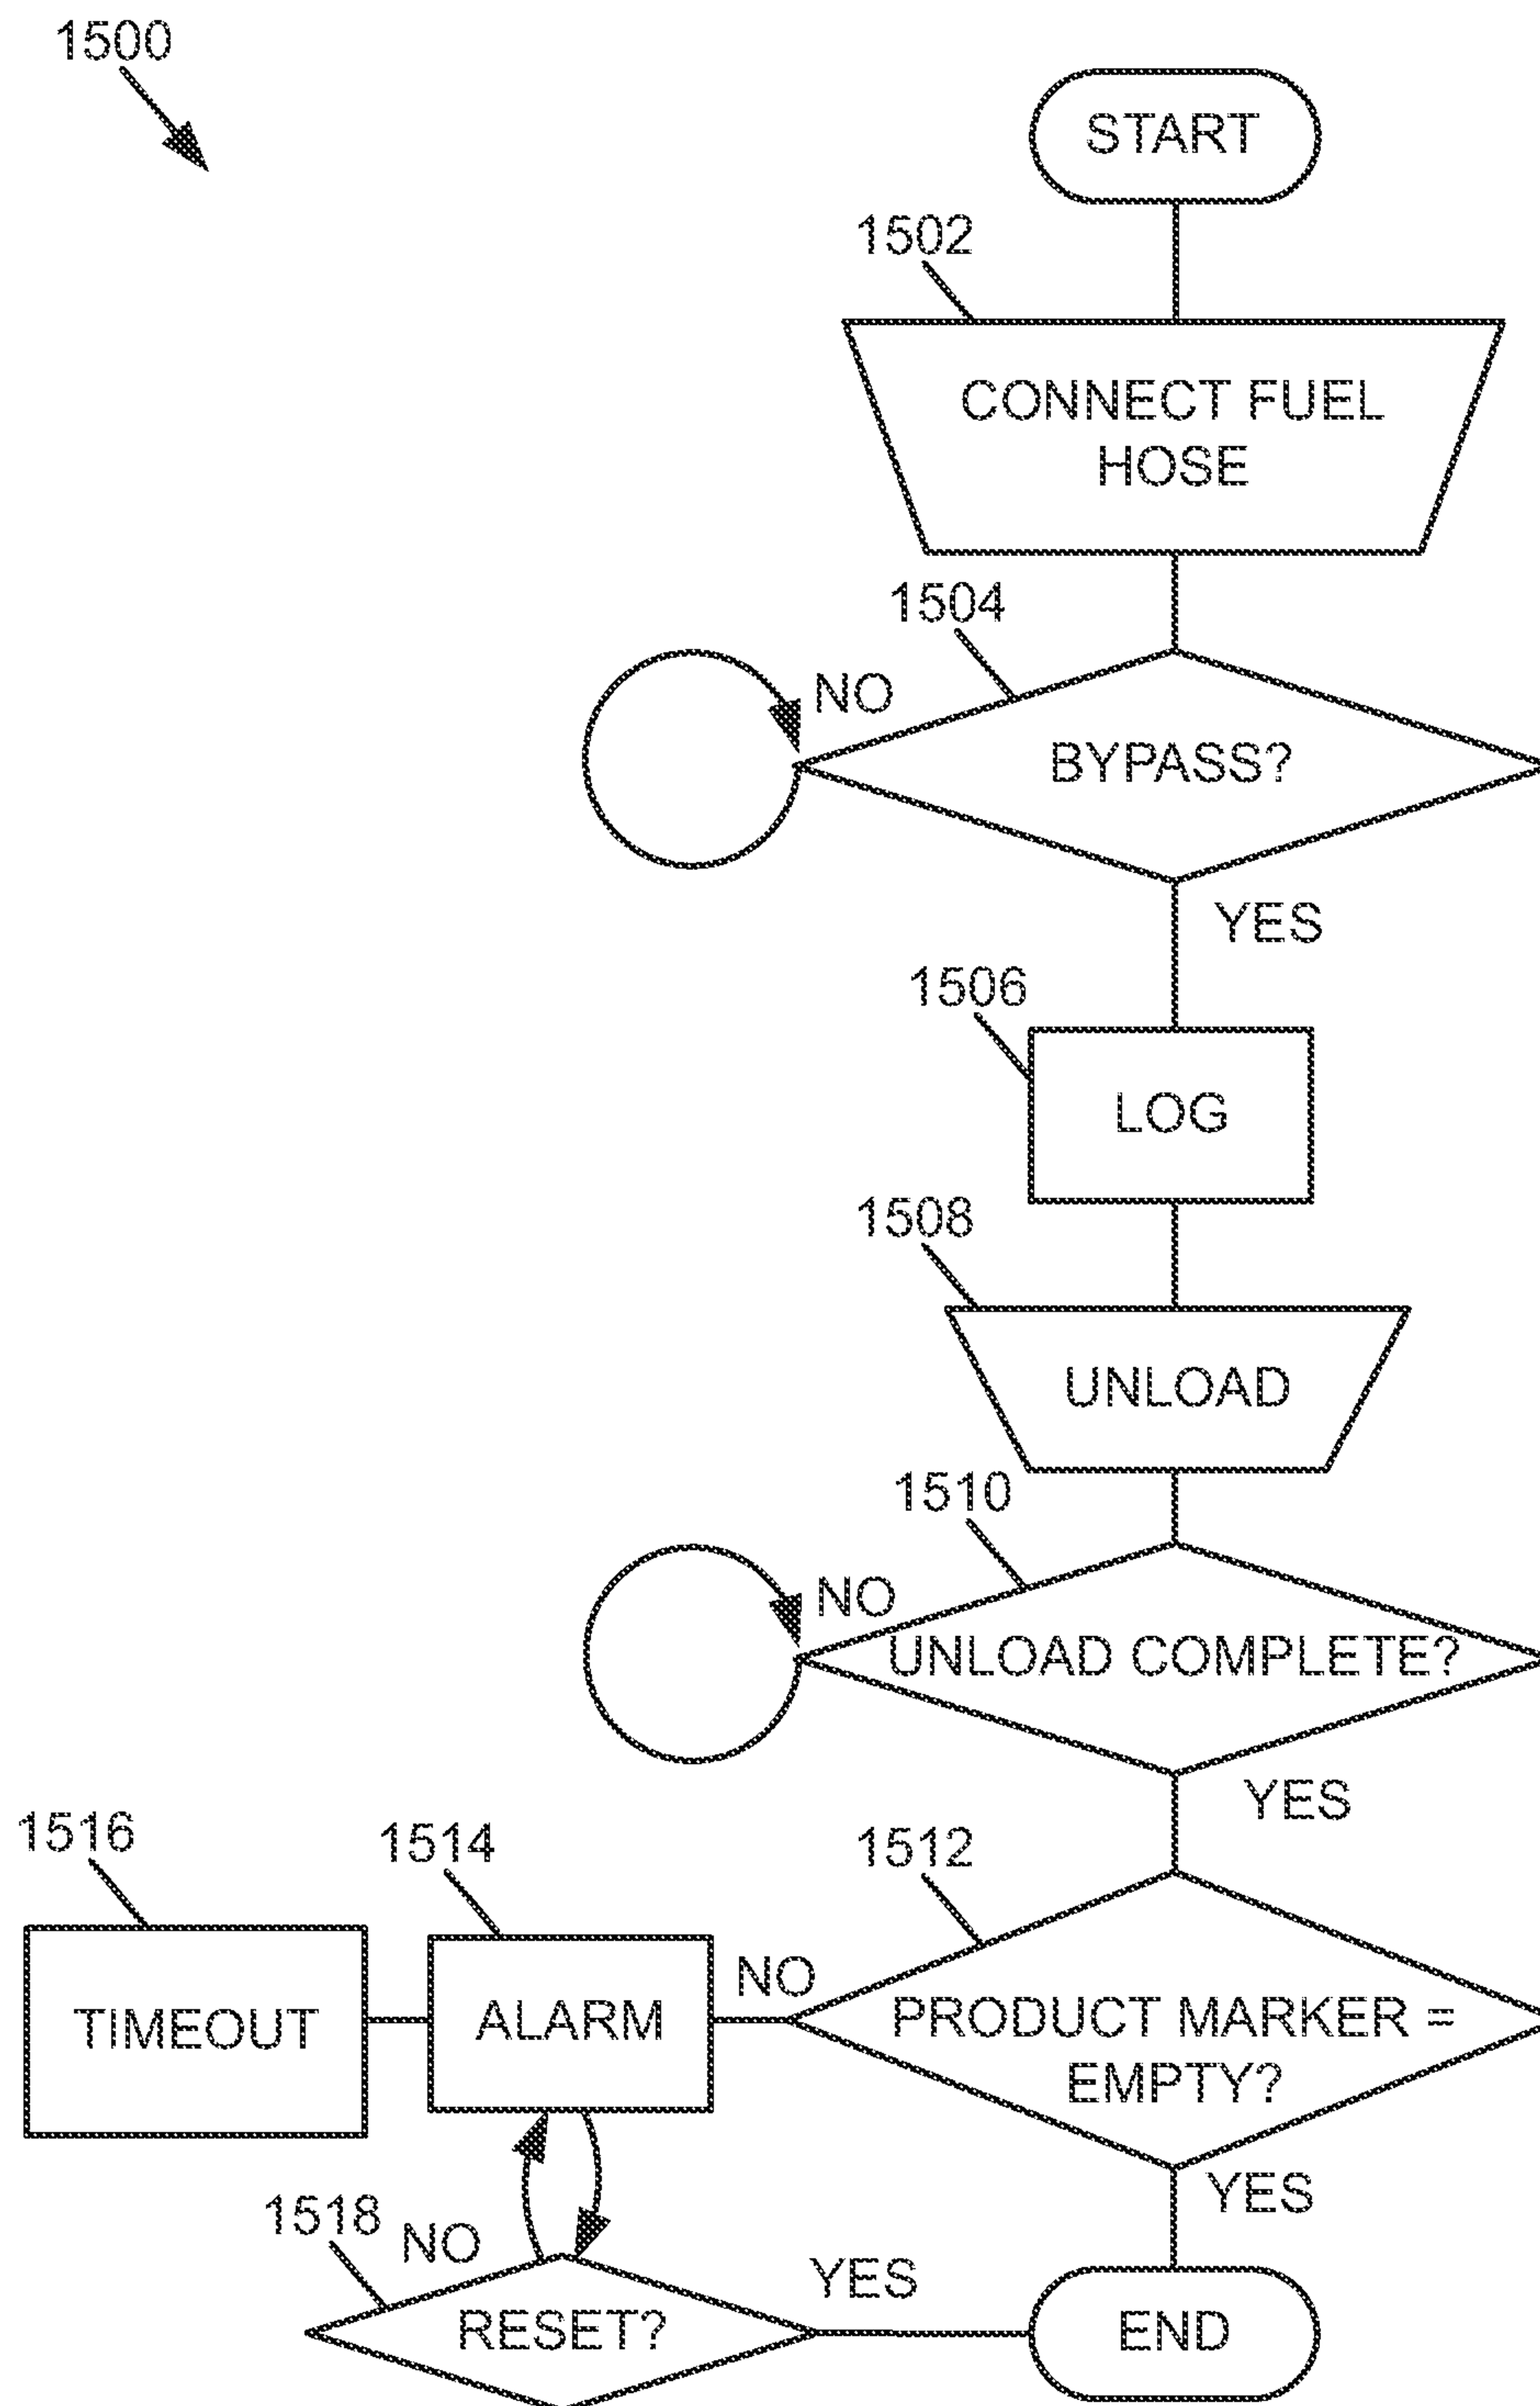 1500
START
1502
CONNECT FUEL
HOSE
1504
NO
BYPASS?
YES
1506
LOG
1508
UNLOAD
1510
NO
UNLOAD COMPLETE?
YES
1516
1514
1512
TIMEOUT
ALARM
NO
PRODUCT MARKER =
EMPTY?
YES
1518
NO
RESET?
YES
END